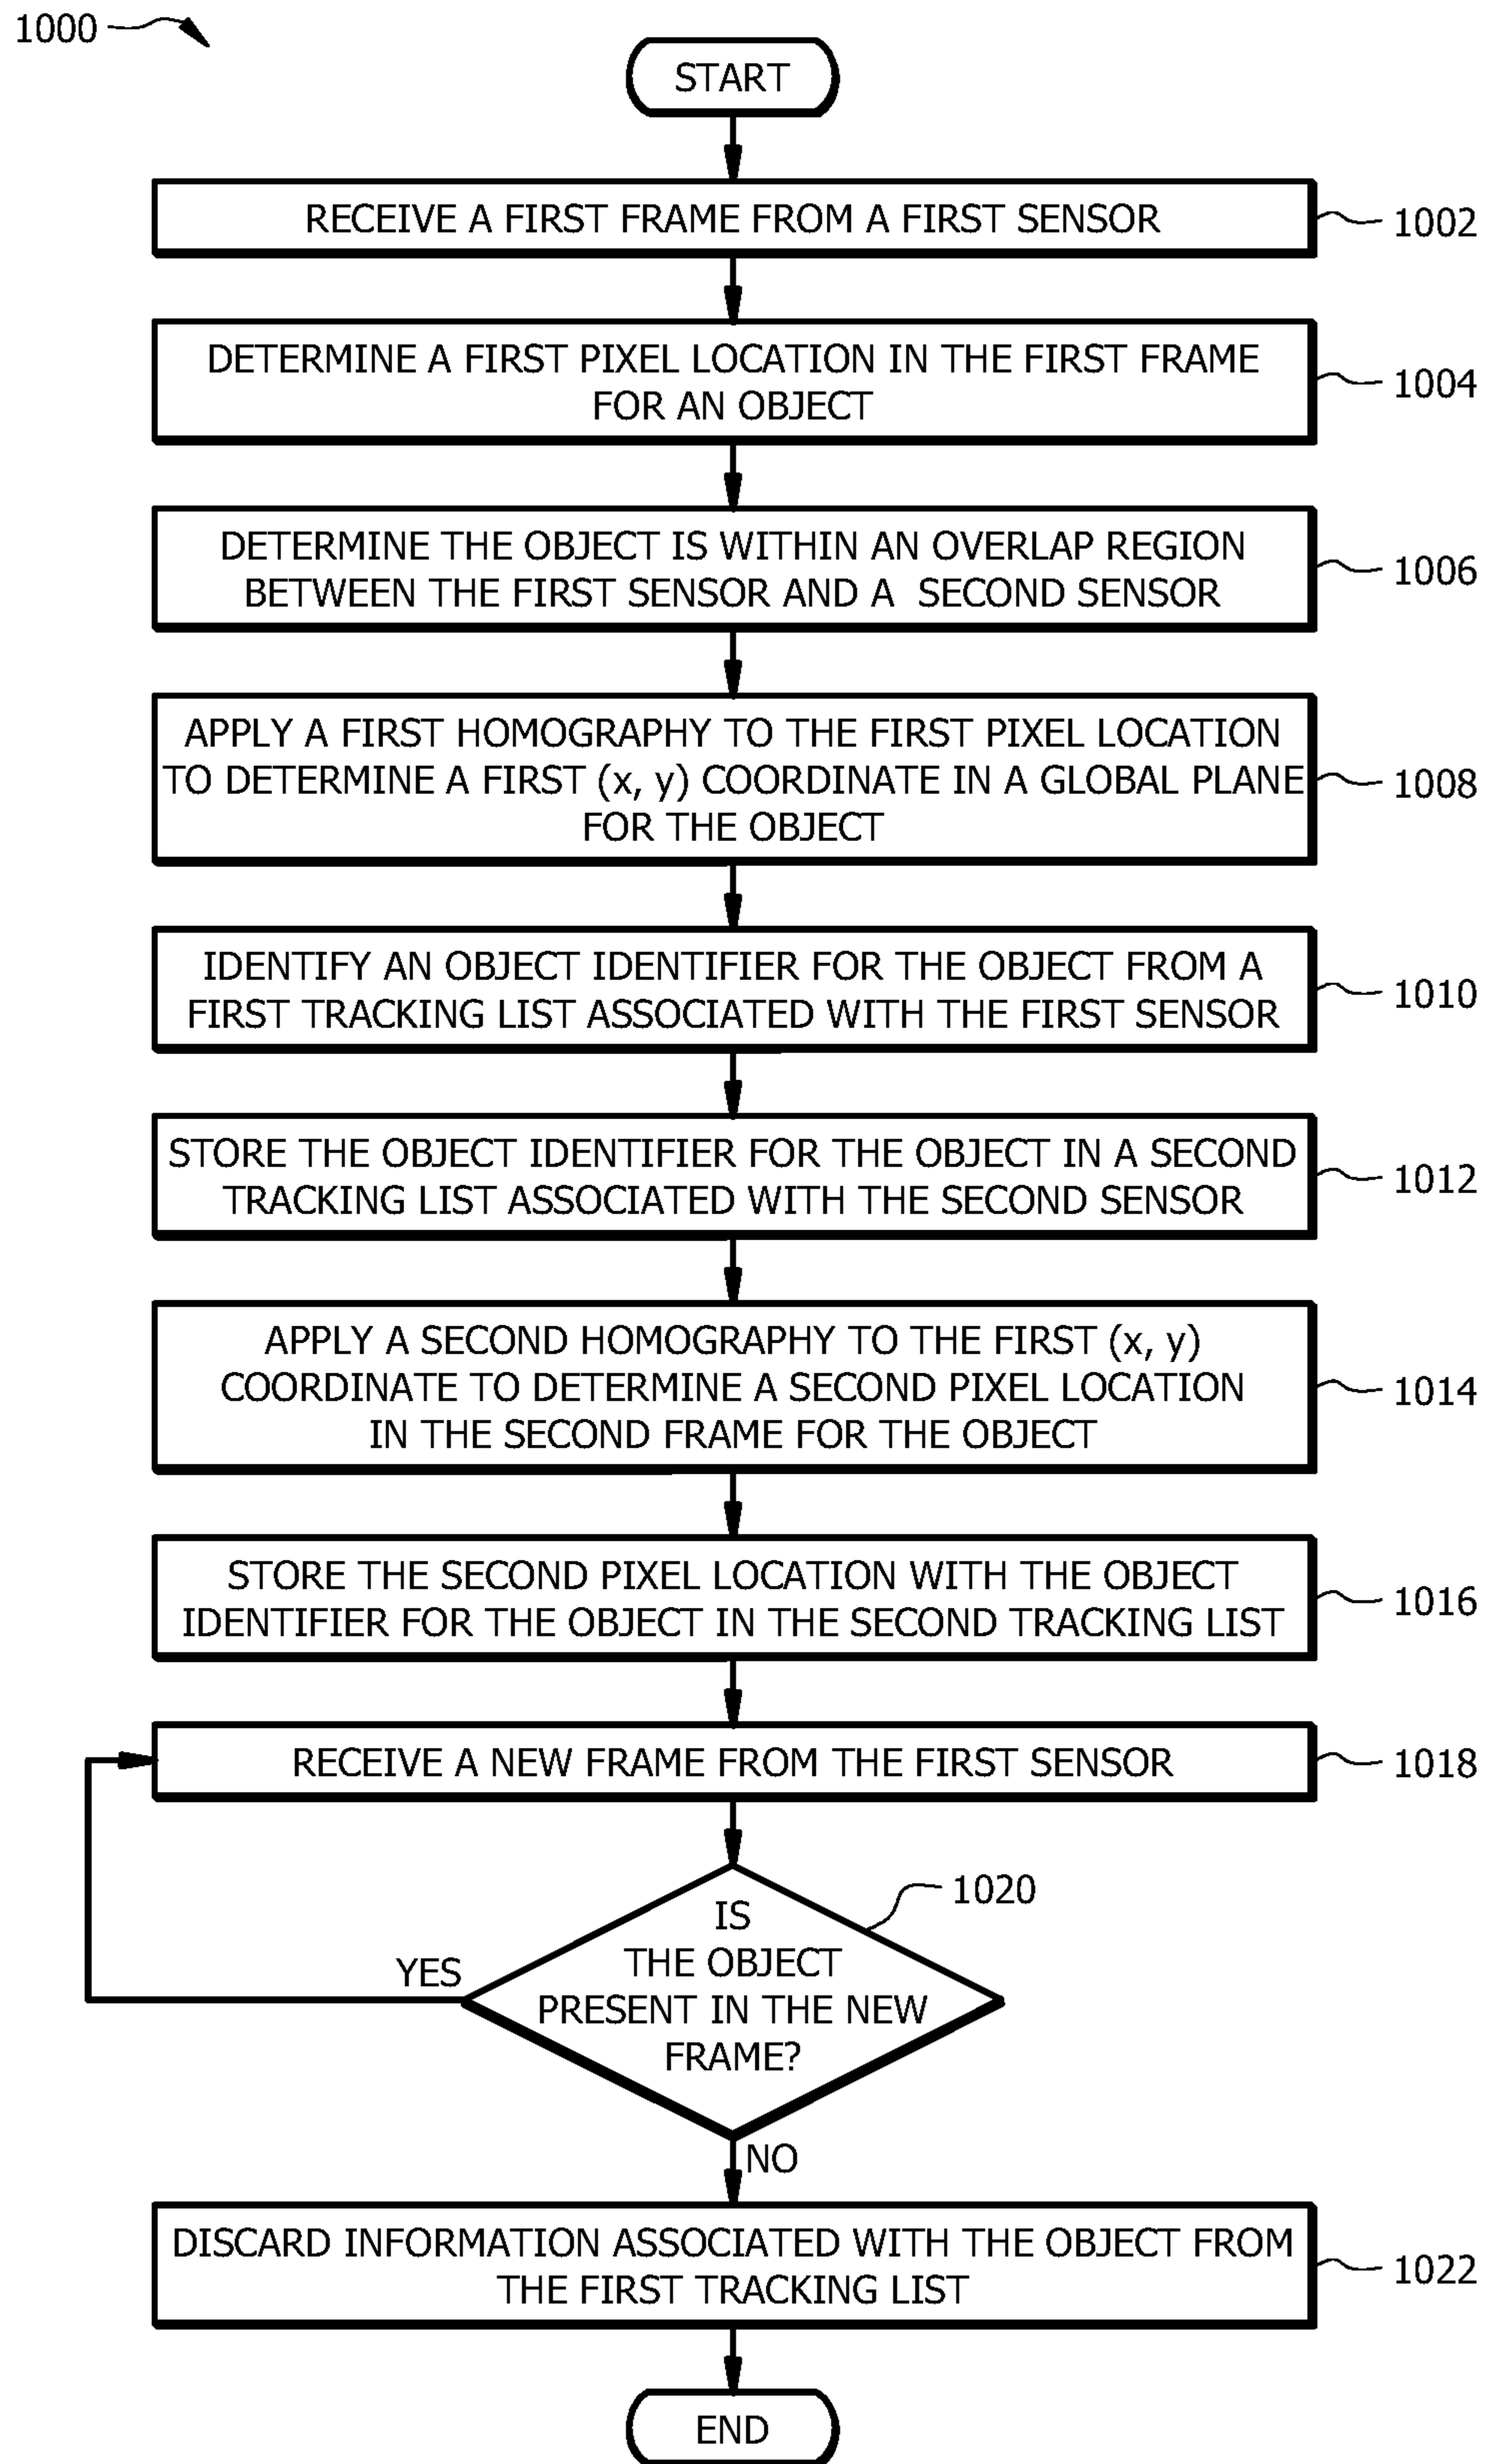 1000
START
RECEIVE A FIRST FRAME FROM A FIRST SENSOR
1002
DETERMINE A FIRST PIXEL LOCATION IN THE FIRST FRAME
FOR AN OBJECT
1004
DETERMINE THE OBJECT IS WITHIN AN OVERLAP REGION
BETWEEN THE FIRST SENSOR AND A SECOND SENSOR
1006
APPLY A FIRST HOMOGRAPHY TO THE FIRST PIXEL LOCATION
TO DETERMINE A FIRST (x, y) COORDINATE IN A GLOBAL PLANE
FOR THE OBJECT
1008
IDENTIFY AN OBJECT IDENTIFIER FOR THE OBJECT FROM A
FIRST TRACKING LIST ASSOCIATED WITH THE FIRST SENSOR
1010
STORE THE OBJECT IDENTIFIER FOR THE OBJECT IN A SECOND
TRACKING LIST ASSOCIATED WITH THE SECOND SENSOR
1012
APPLY A SECOND HOMOGRAPHY TO THE FIRST (x, y)
COORDINATE TO DETERMINE A SECOND PIXEL LOCATION
IN THE SECOND FRAME FOR THE OBJECT
1014
STORE THE SECOND PIXEL LOCATION WITH THE OBJECT
IDENTIFIER FOR THE OBJECT IN THE SECOND TRACKING LIST
1016
RECEIVE A NEW FRAME FROM THE FIRST SENSOR
1018
IS
THE OBJECT
PRESENT IN THE NEW
FRAME?
1020
YES
NO
DISCARD INFORMATION ASSOCIATED WITH THE OBJECT FROM
THE FIRST TRACKING LIST
1022
END